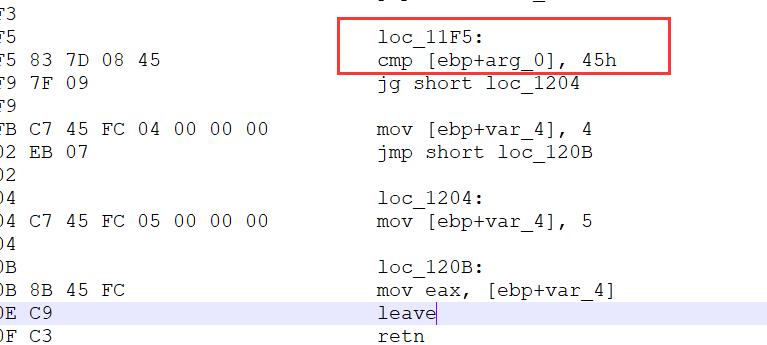 F3
F5 loc_11F5:
F5 83 7D 08 45 cmp [ebp+arg_0], 45h
F9 7F 09 jg short loc_1204
F9
FB C7 45 FC 04 00 00 00 mov [ebp+var_4], 4
02 EB 07 jmp short loc_120B
02
04 loc_1204:
04 C7 45 FC 05 00 00 00 mov [ebp+var_4], 5
04
0B loc_120B:
0B 8B 45 FC mov eax, [ebp+var_4]
0E C9 leave
0F C3 retn